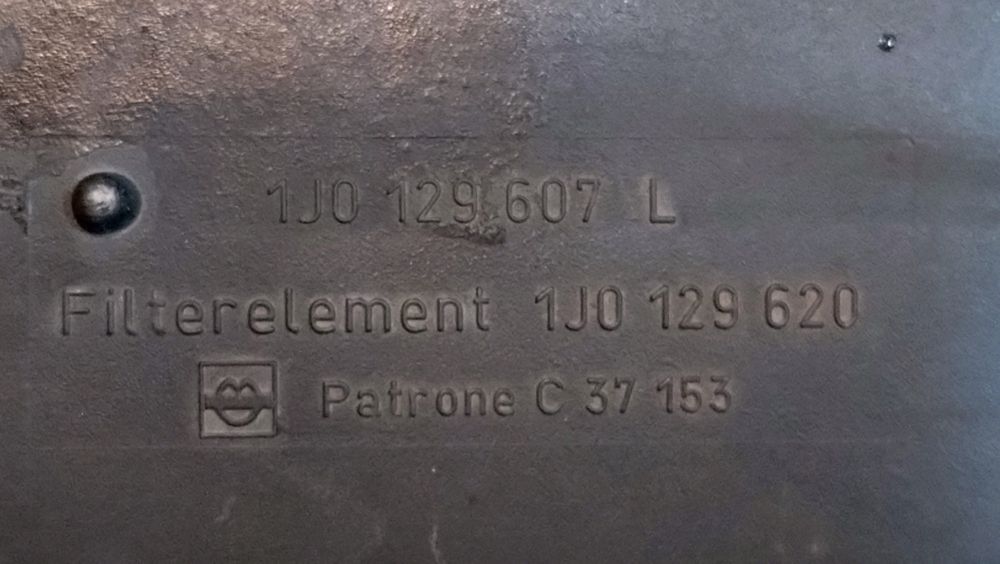 1J0 129 607 L
Filterelement 1J0 129 620
Patrone C 37 153